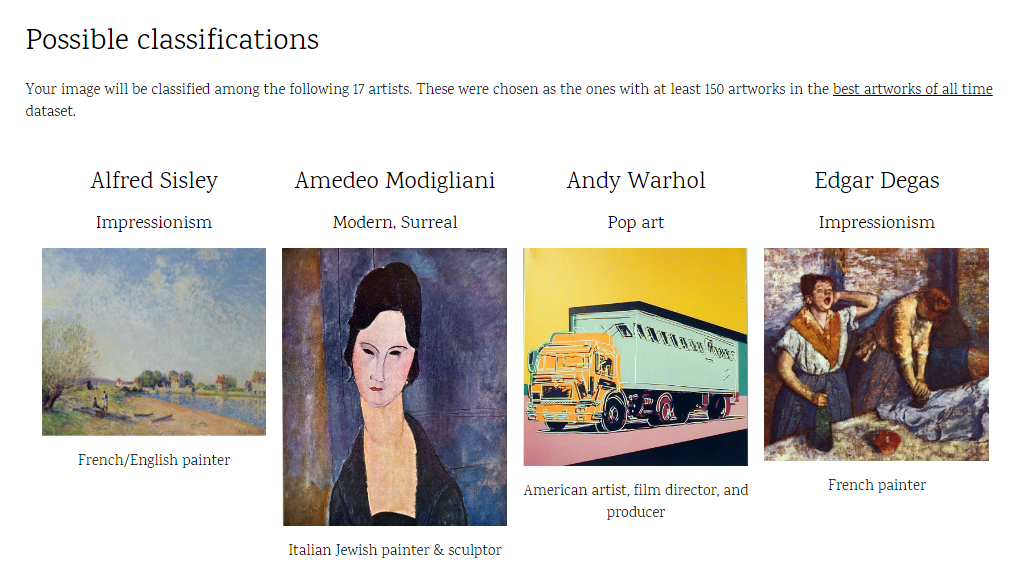 Possible classifications
Your image will be classified among the following 17 artists. These were chosen as the ones with at least 150 artworks in the best artworks of all time
dataset.
Alfred Sisley
Impressionism
French/English painter
Amedeo Modigliani
Modern, Surreal
Italian Jewish painter & sculptor
Andy Warhol
Pop art
American artist, film director, and
producer
Edgar Degas
Impressionism
French painter